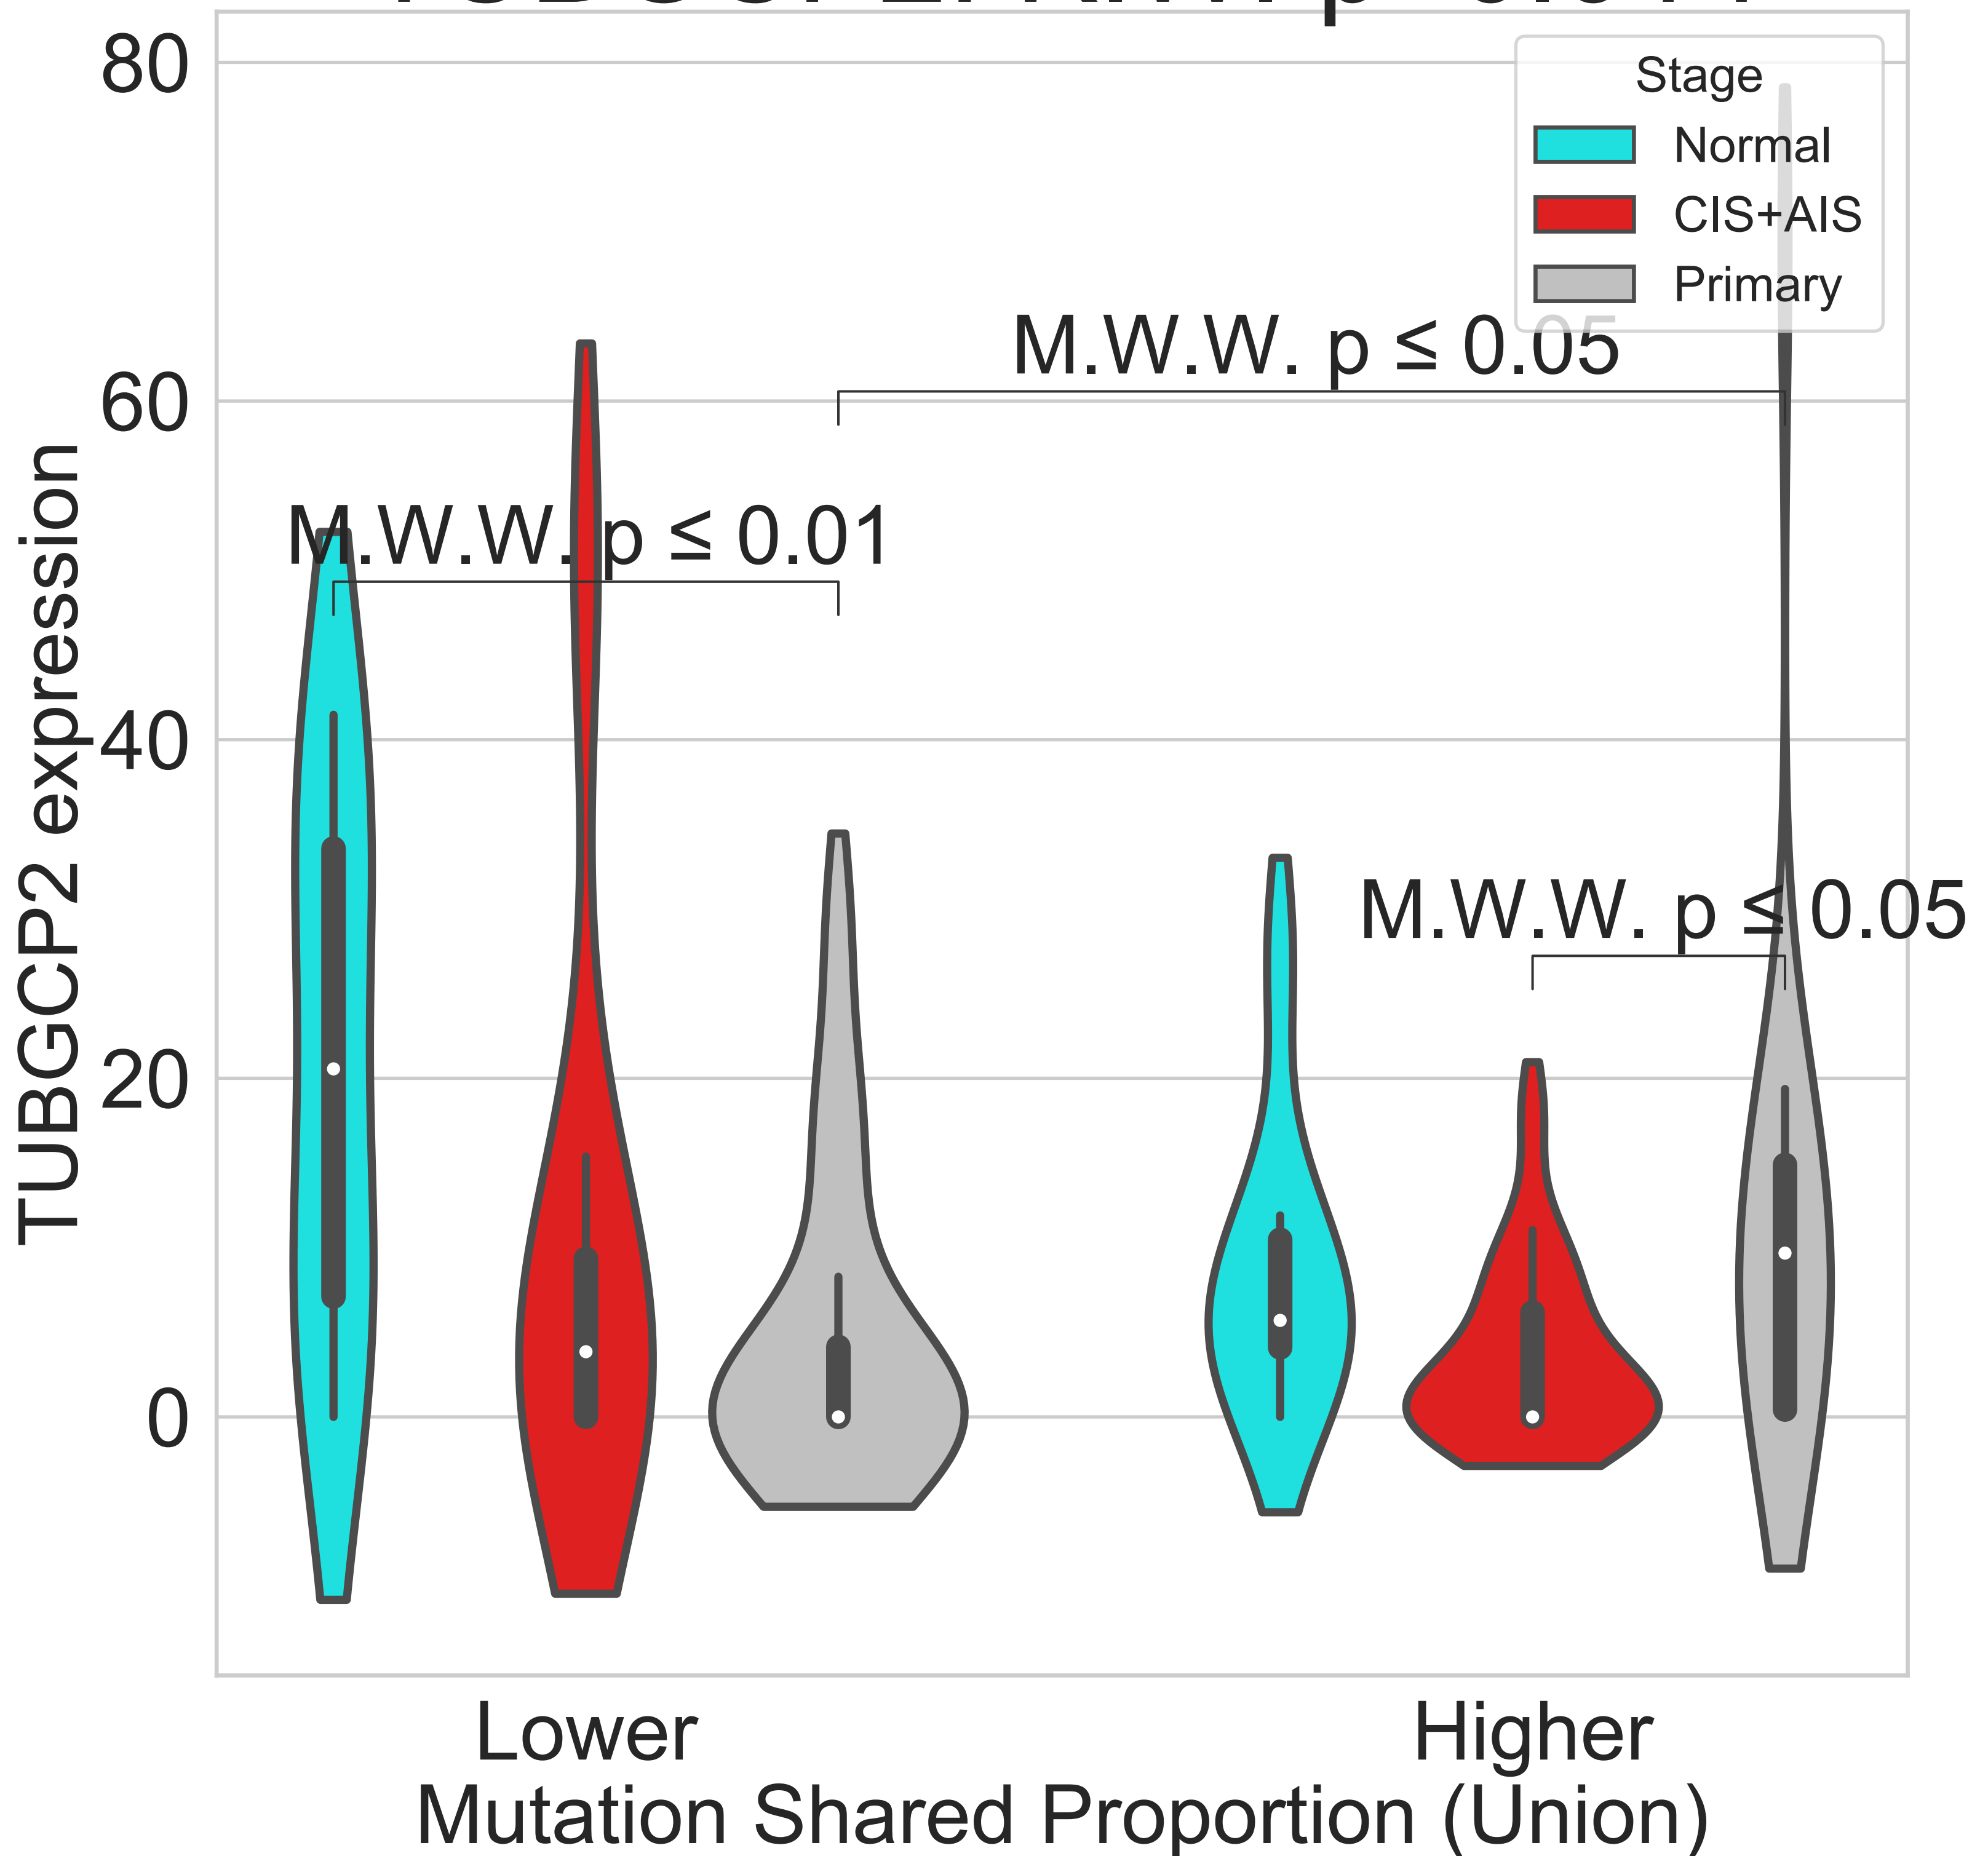 80
Stage
Normal
CIS+AIS
Primary
M.W.W. p ≤ 0.05
60
M.W.W. p ≤ 0.01
TUBGCP2 expression
40
M.W.W. p ≤ 0.05
20
0
Lower
Higher
Mutation Shared Proportion (Union)